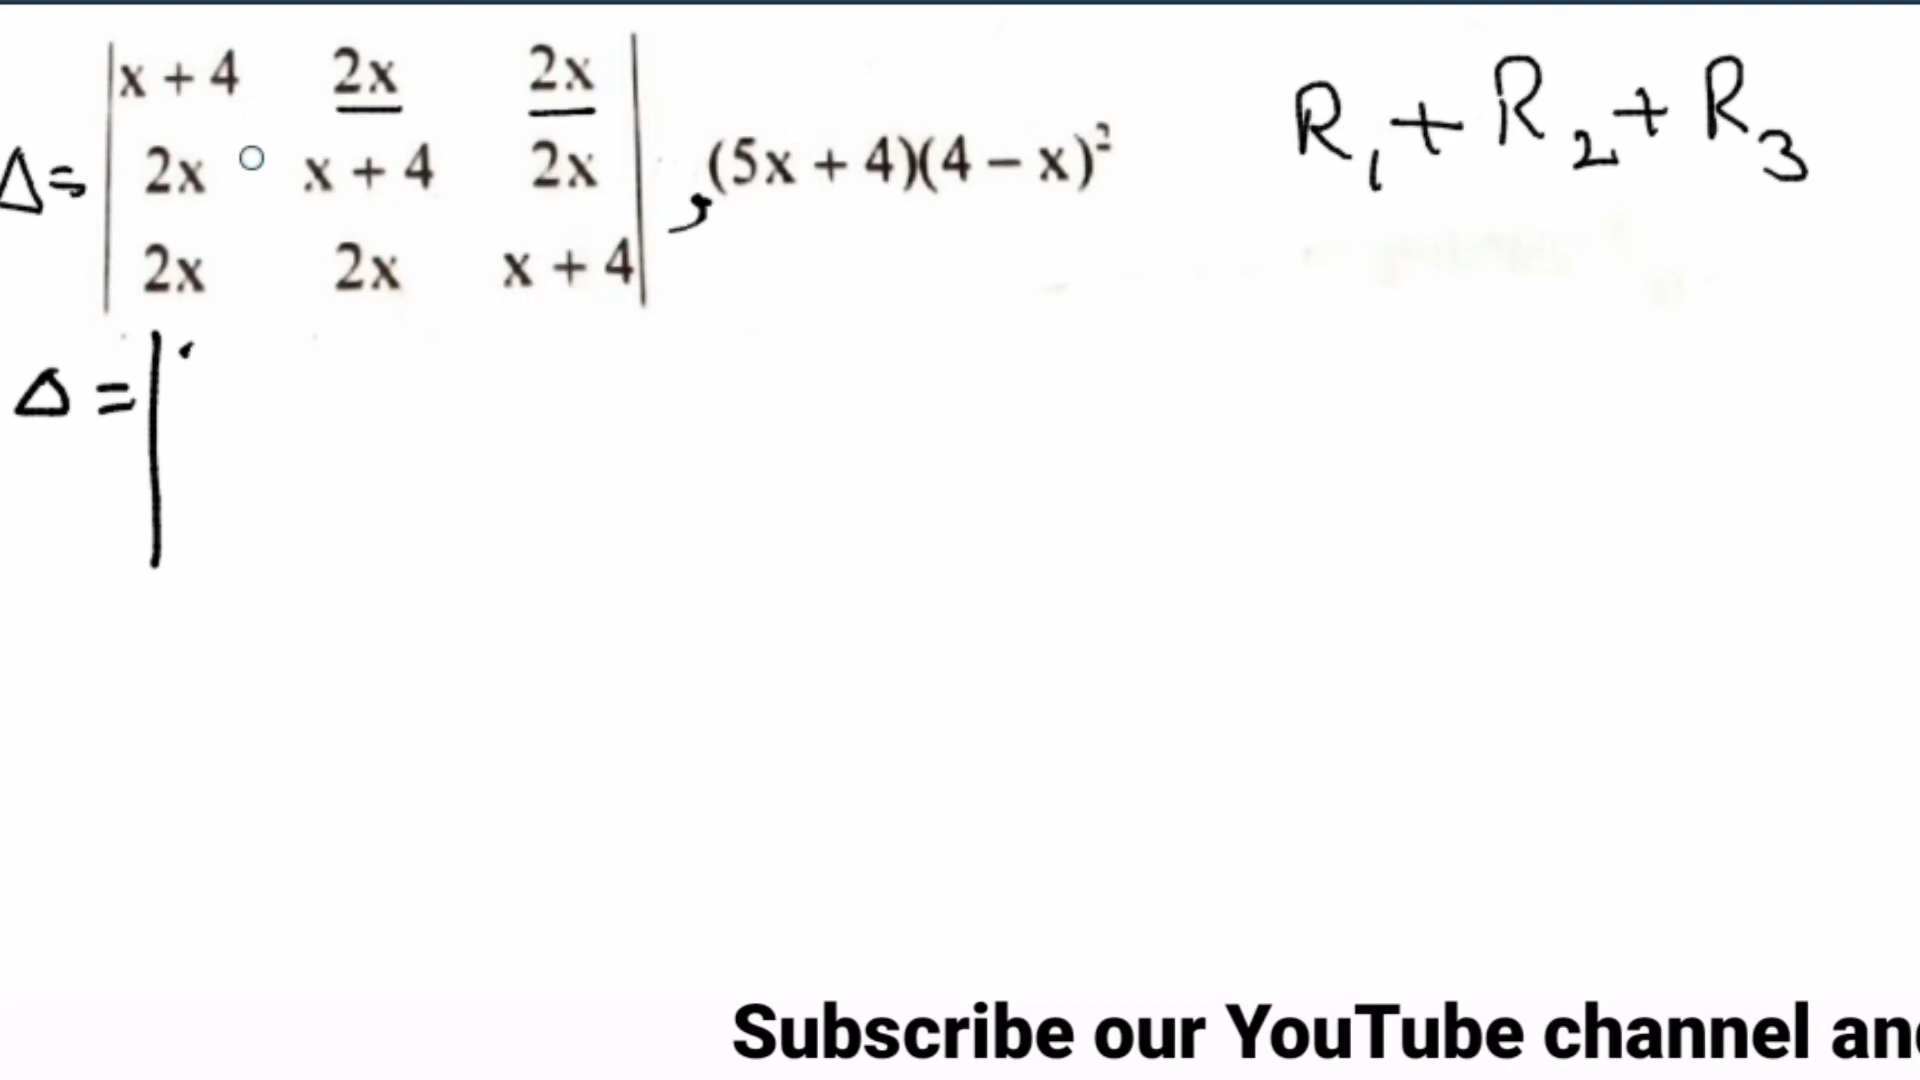 Δ = | x + 4 2x 2x |
| 2x x + 4 2x | (5x + 4)(4 − x)²
| 2x 2x x + 4 |
R₁ + R₂ + R₃
Δ = |
Subscribe our YouTube channel an